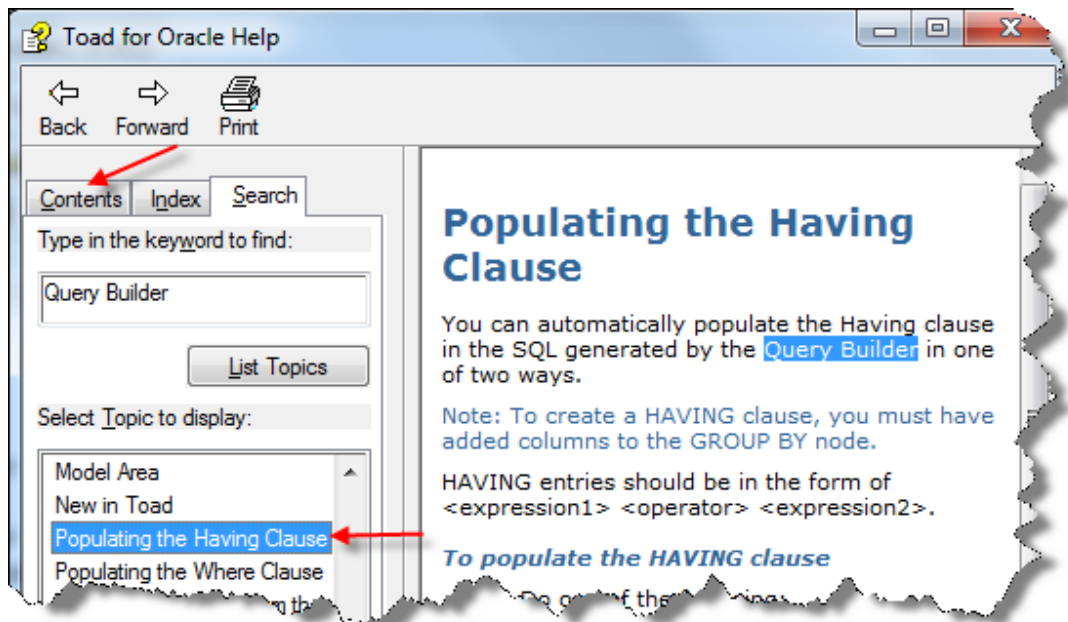 Toad for Oracle Help
Back Forward Print
Contents Index Search
Type in the keyword to find:
Query Builder
List Topics
Select Topic to display:
Model Area
New in Toad
Populating the Having Clause
Populating the Where Clause
Populating the Having
Clause
You can automatically populate the Having clause
in the SQL generated by the Query Builder in one
of two ways.
Note: To create a HAVING clause, you must have
added columns to the GROUP BY node.
HAVING entries should be in the form of
<expression1> <operator> <expression2>.
To populate the HAVING clause